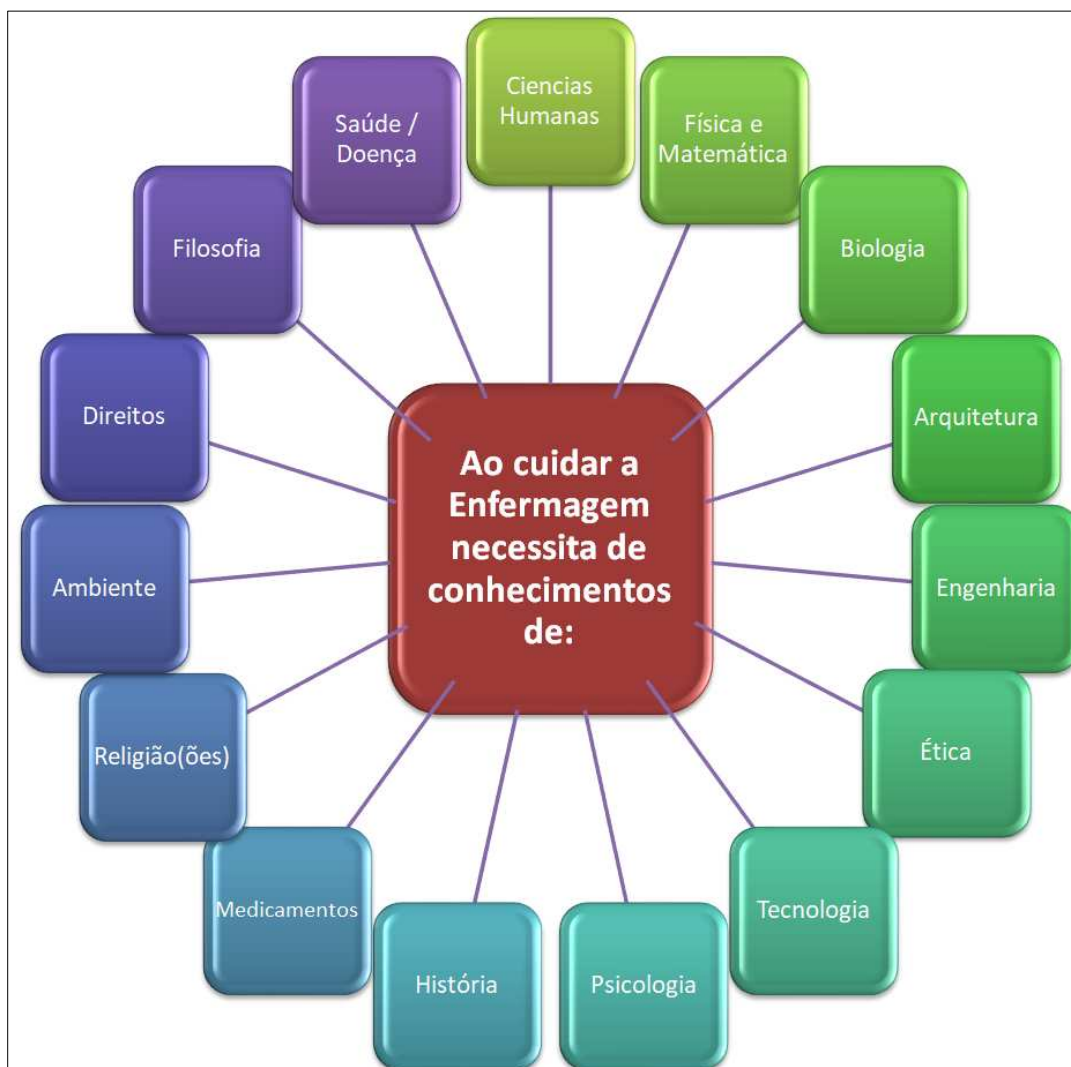 Ao cuidar a
Enfermagem
necessita de
conhecimentos
de:
Ciencias
Humanas
Física e
Matemática
Biologia
Arquitetura
Engenharia
Ética
Tecnologia
Psicologia
História
Medicamentos
Religião(ões)
Ambiente
Direitos
Filosofia
Saúde /
Doença